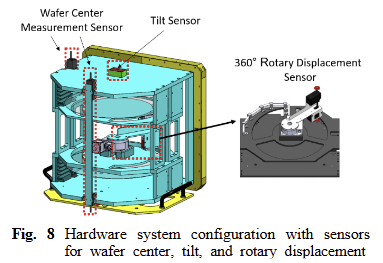 Wafer Center
Measurement Sensor
Tilt Sensor
360° Rotary Displacement
Sensor
Fig. 8 Hardware system configuration with sensors
for wafer center, tilt, and rotary displacement